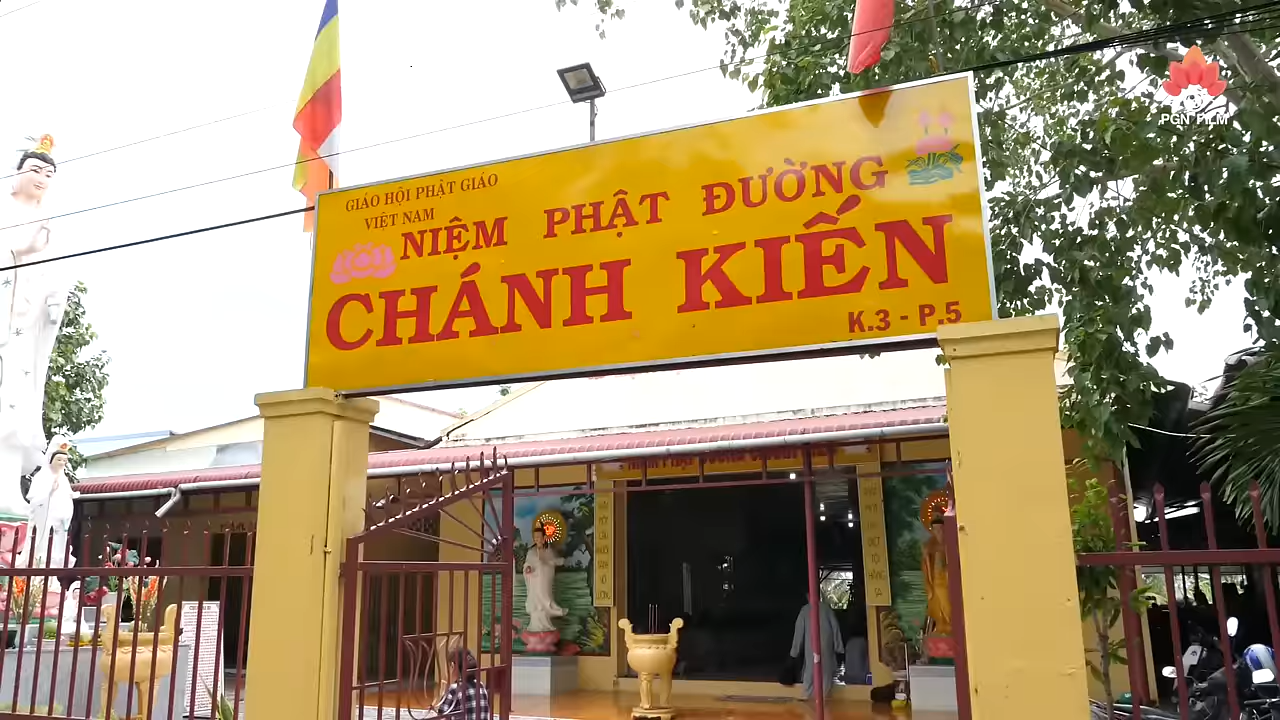 PGN FILM
GIÁO HỘI PHẬT GIÁO
VIỆT NAM
NIỆM PHẬT ĐƯỜNG
CHÁNH KIẾN
K.3 - P.5